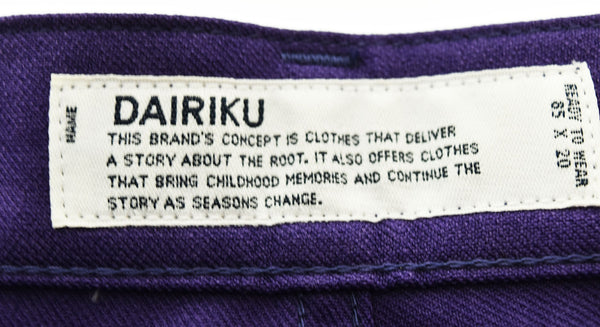 NAME
DAIRIKU
THIS BRAND'S CONCEPT IS CLOTHES THAT DELIVER
A STORY ABOUT THE ROOT. IT ALSO OFFERS CLOTHES
THAT BRING CHILDHOOD MEMORIES AND CONTINUE THE
STORY AS SEASONS CHANGE.
READY TO WEAR
85 X 20